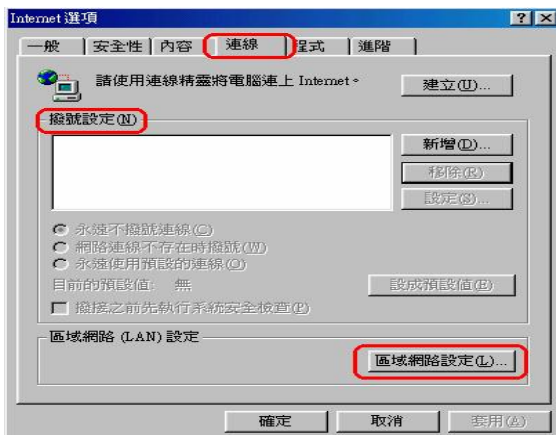 Internet 選項
一般 安全性 內容 連線 程式 進階
請使用連線精靈將電腦連上 Internet。 建立(U)...
撥號設定(N)
新增(D)...
移除(R)
設定(S)...
永遠不撥號連線(C)
網路連線不存在時撥號(W)
永遠使用預設的連線(O)
目前的預設值: 無 設成預設值(E)
撥接之前先執行系統安全檢查(P)
區域網路 (LAN) 設定
區域網路設定(L)...
確定 取消 套用(A)